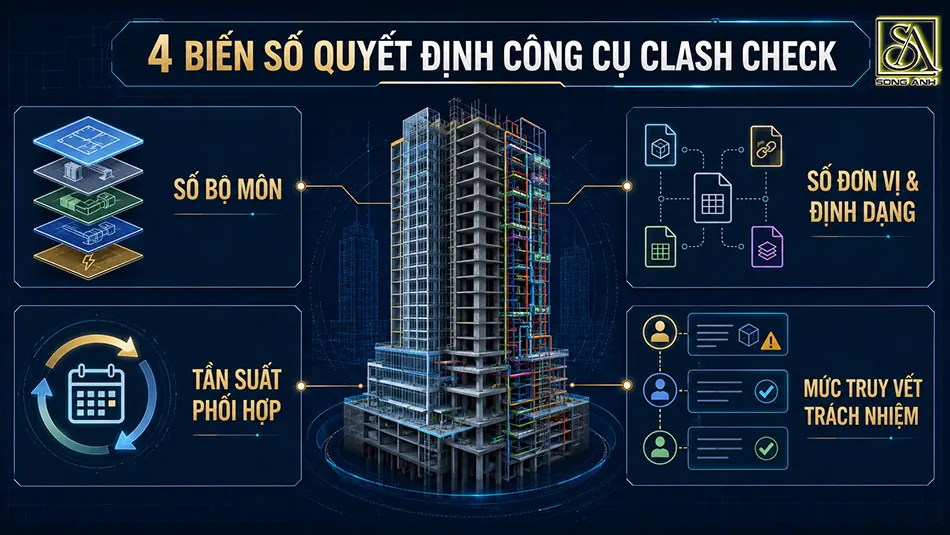 4 BIẾN SỐ QUYẾT ĐỊNH CÔNG CỤ CLASH CHECK
SA
SONG ANH
SỐ BỘ MÔN
SỐ ĐƠN VỊ &
ĐỊNH DẠNG
TẦN SUẤT
PHỐI HỢP
MỨC TRUY VẾT
TRÁCH NHIỆM